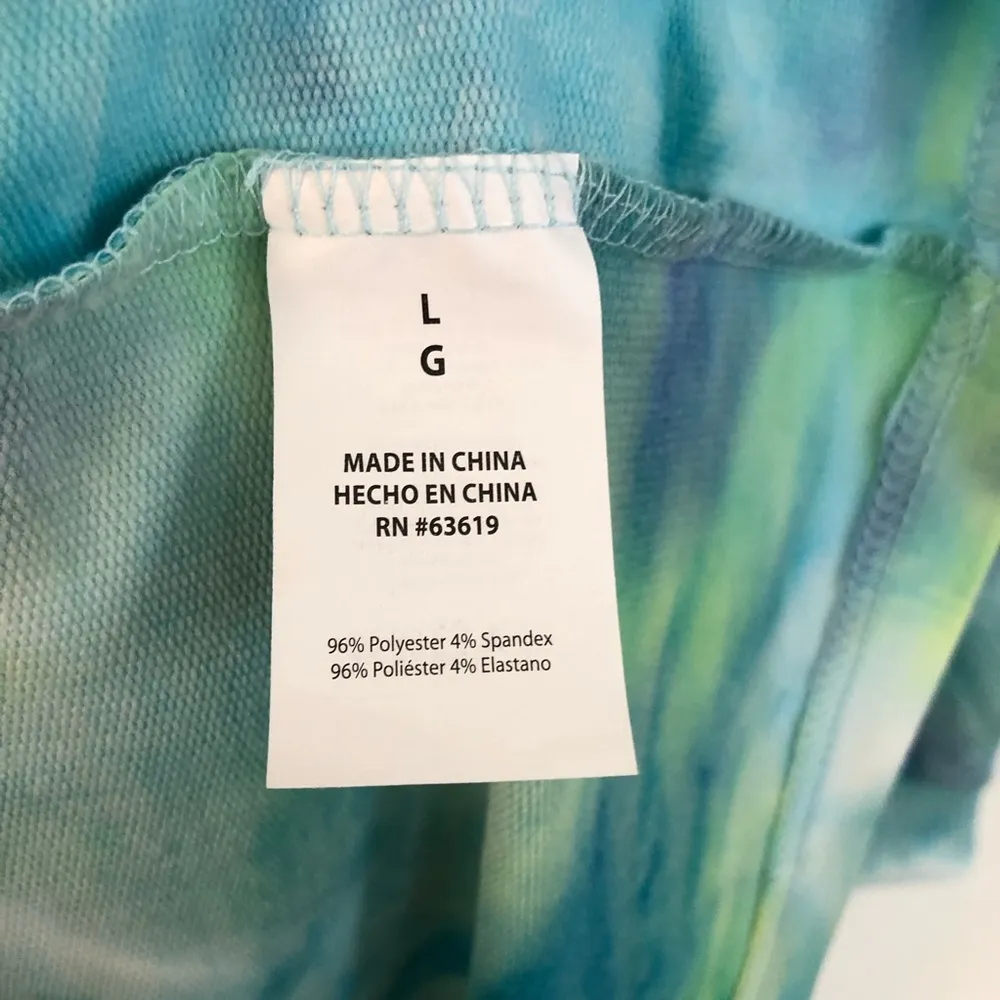 L
G
MADE IN CHINA
HECHO EN CHINA
RN #63619
96% Polyester 4% Spandex
96% Poliéster 4% Elastano